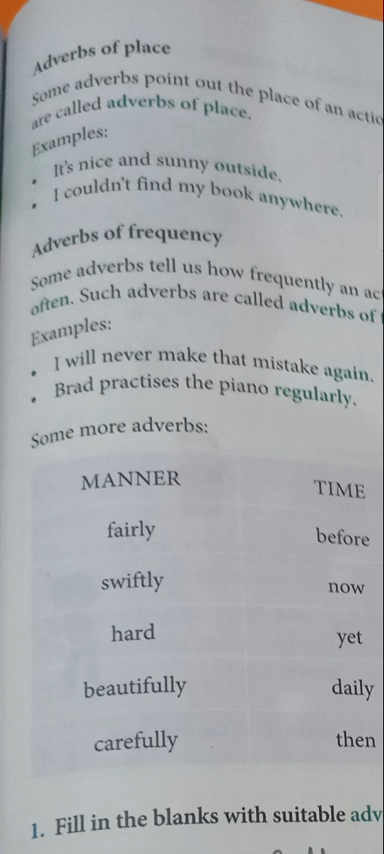 Adverbs of place
Some adverbs point out the place of an
are called adverbs of place.
Examples:
• It's nice and sunny outside.
• I couldn't find my book anywhere.
Adverbs of frequency
Some adverbs tell us how frequently an
often. Such adverbs are called adverbs of
Examples:
• I will never make that mistake again.
• Brad practises the piano regularly.
Some more adverbs:
MANNER TIME
fairly before
swiftly now
hard yet
beautifully daily
carefully then
1. Fill in the blanks with suitable